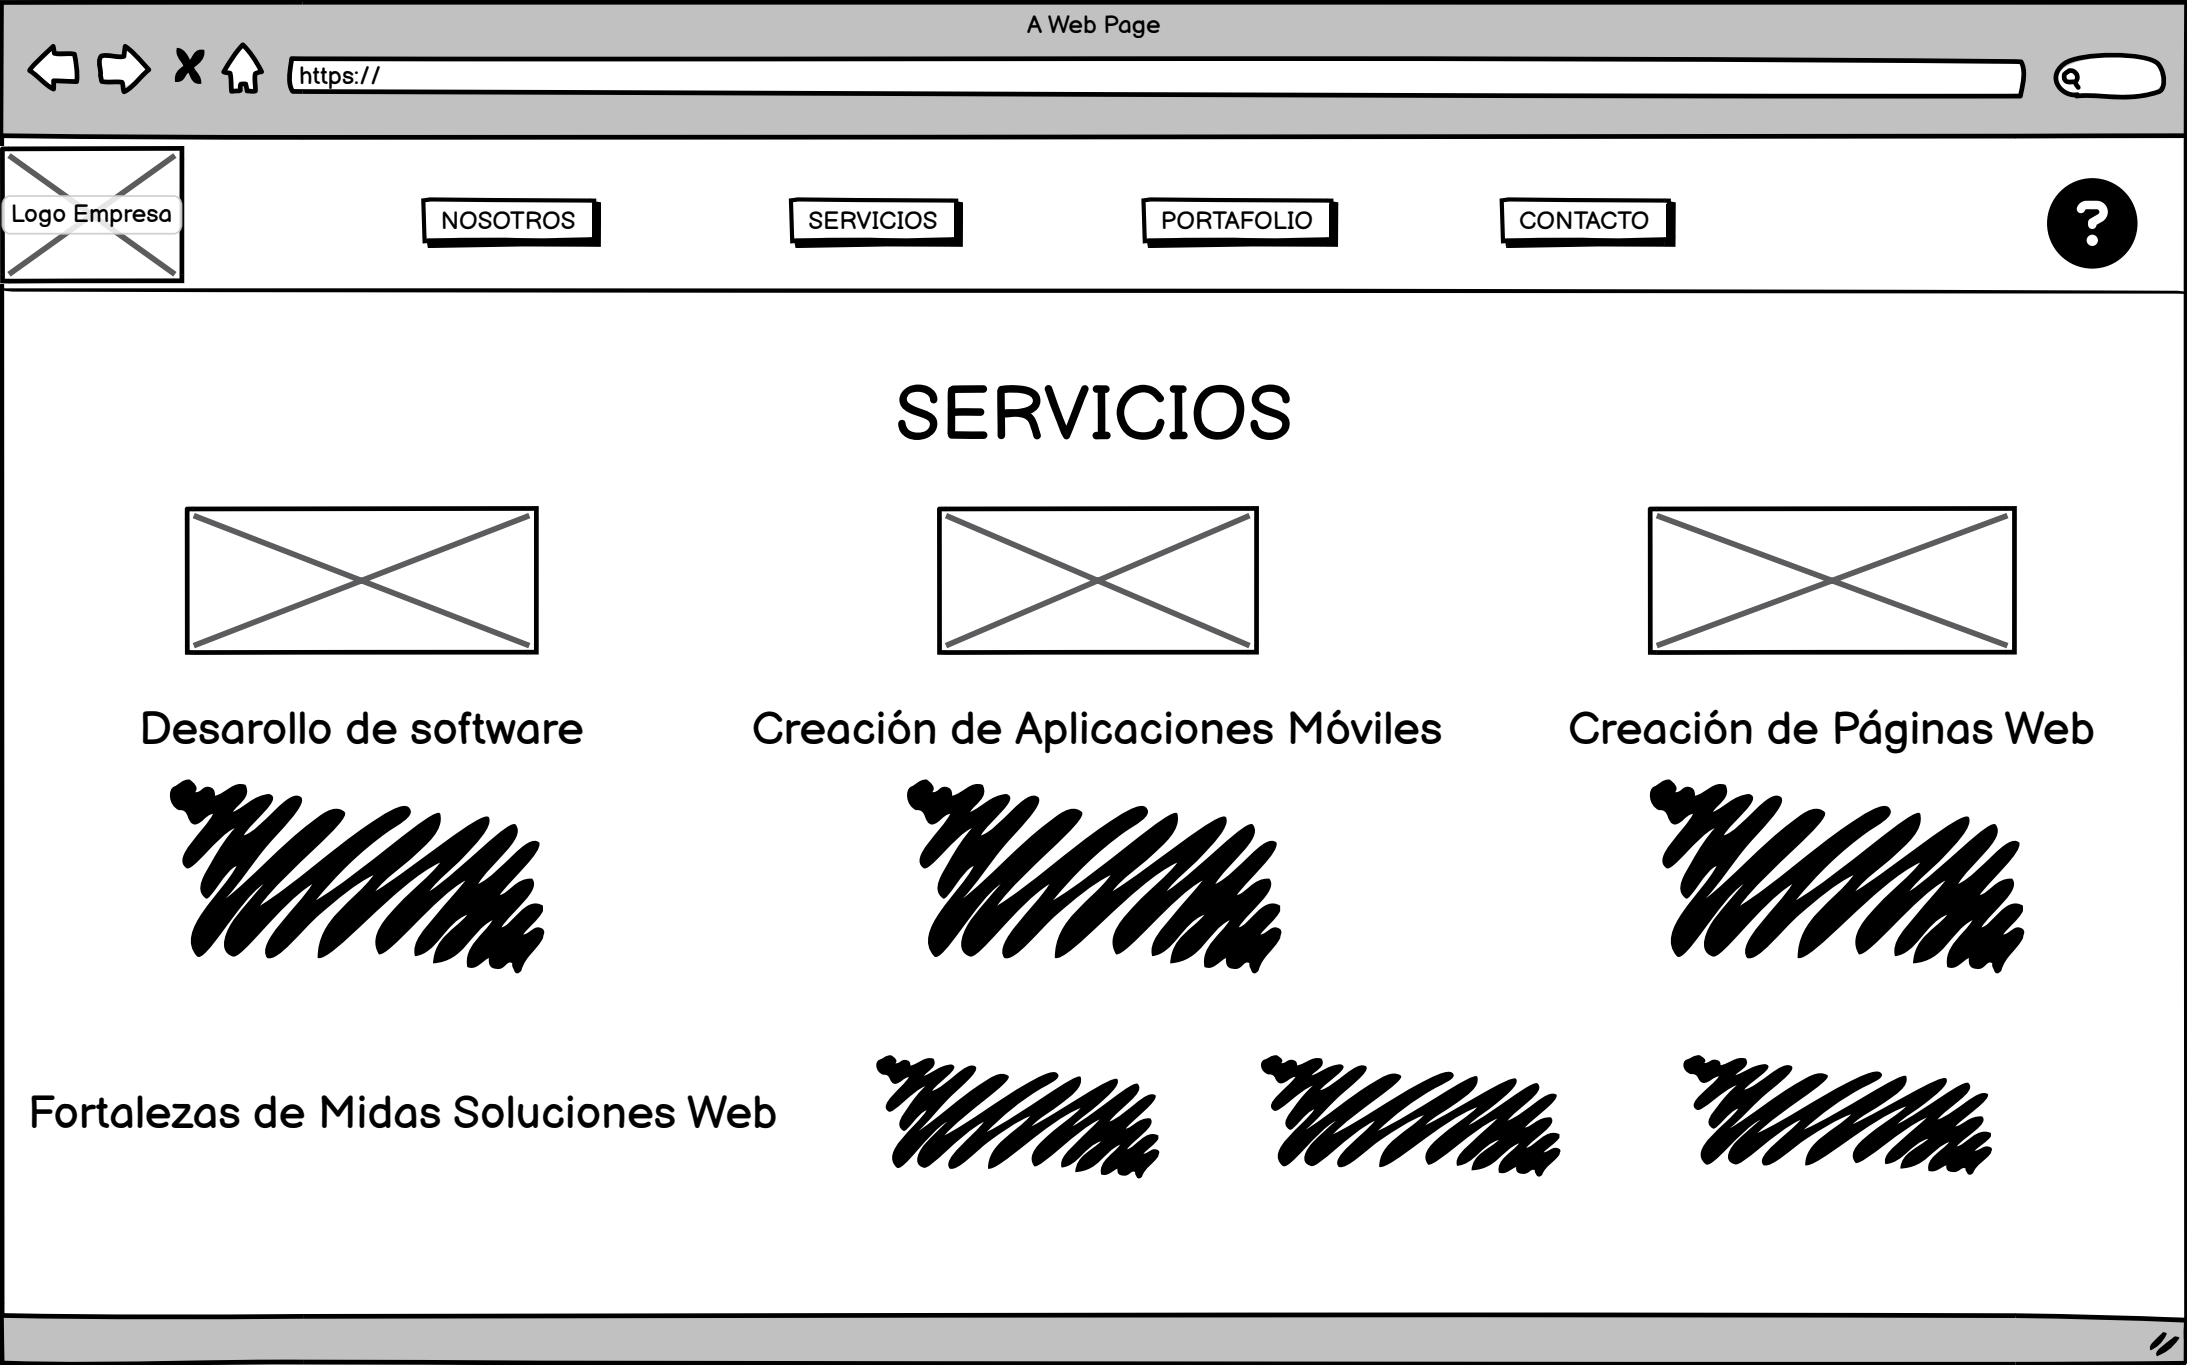 A Web Page
https://
Logo Empresa
NOSOTROS
SERVICIOS
PORTAFOLIO
CONTACTO
?
SERVICIOS
Desarollo de software
Creación de Aplicaciones Móviles
Creación de Páginas Web
Fortalezas de Midas Soluciones Web